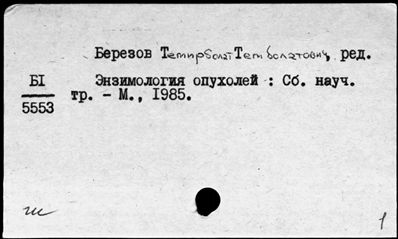 Березов Темирболат Темболатович, ред.
Б1 Энзимология опухолей : Сб. науч.
5553 тр. - М., 1985.
1